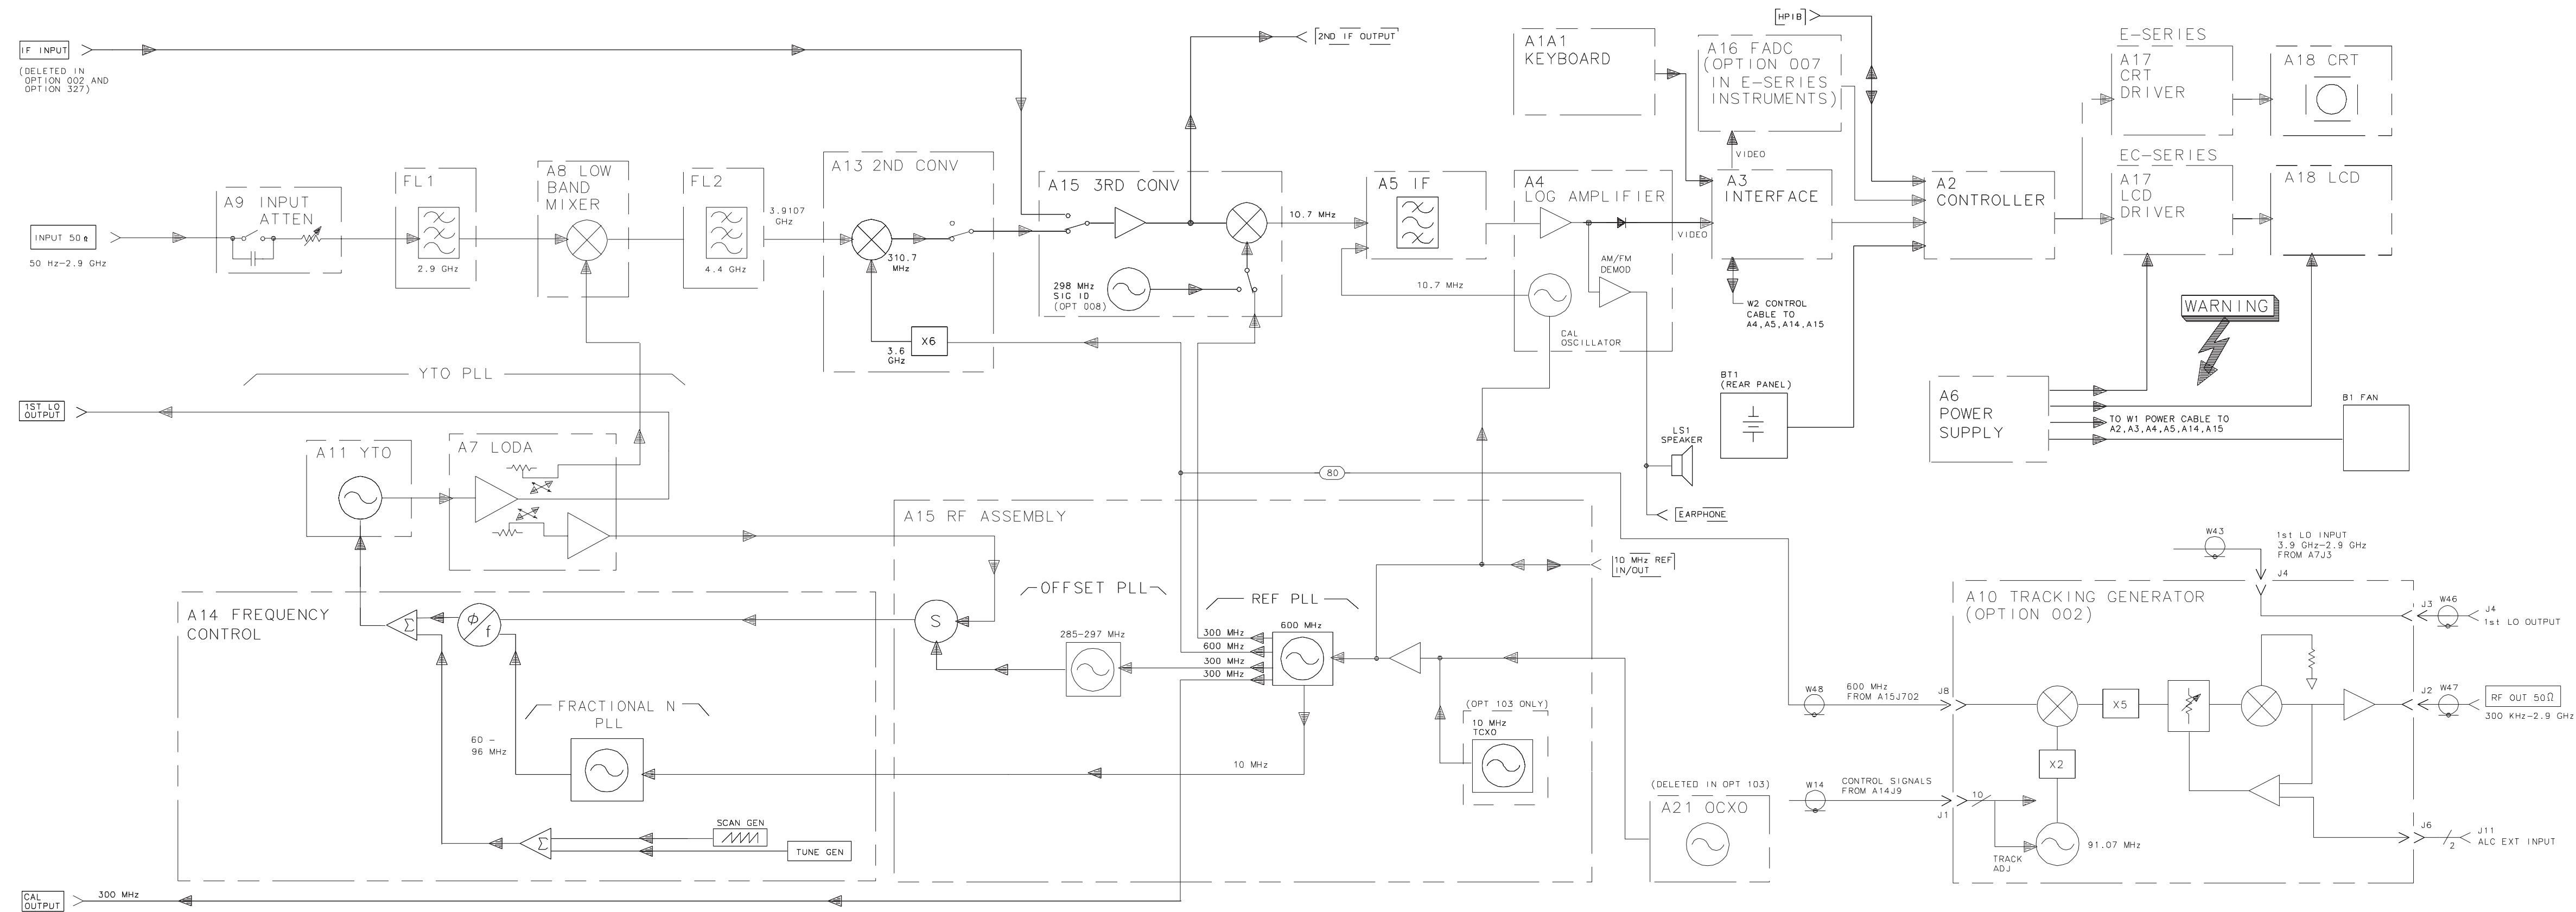 IF INPUT
(DELETED IN
OPTION 002 AND
OPTION 327)
2ND IF OUTPUT
A1A1
KEYBOARD
A16 FADC
(OPTION 007
IN E-SERIES
INSTRUMENTS)
HPIB
E-SERIES
A17
CRT
DRIVER
A18 CRT
INPUT 50 Ω
50 Hz-2.9 GHz
A9 INPUT
ATTEN
FL1
2.9 GHz
A8 LOW
BAND
MIXER
FL2
4.4 GHz
3.9107
GHz
A13 2ND CONV
310.7
MHz
X6
3.6
GHz
A15 3RD CONV
298 MHz
SIG ID
(OPT 008)
10.7 MHz
A5 IF
10.7 MHz
A4
LOG AMPLIFIER
AM/FM
DEMOD
CAL
OSCILLATOR
VIDEO
VIDEO
A3
INTERFACE
W2 CONTROL
CABLE TO
A4,A5,A14,A15
A2
CONTROLLER
EC-SERIES
A17
LCD
DRIVER
A18 LCD
WARNING
YTO PLL
1ST LO
OUTPUT
A11 YTO
A7 LODA
BT1
(REAR PANEL)
A6
POWER
SUPPLY
TO W1 POWER CABLE TO
A2,A3,A4,A5,A14,A15
B1 FAN
LS1
SPEAKER
80
EARPHONE
A15 RF ASSEMBLY
10 MHz REF
IN/OUT
OFFSET PLL
REF PLL
600 MHz
285-297 MHz
300 MHz
600 MHz
300 MHz
300 MHz
S
A14 FREQUENCY
CONTROL
Σ
Φ
f
FRACTIONAL N
PLL
60 -
96 MHz
10 MHz
(OPT 103 ONLY)
10 MHz
TCXO
SCAN GEN
TUNE GEN
Σ
(DELETED IN OPT 103)
A21 OCXO
CAL
OUTPUT
300 MHz
W43
1st LO INPUT
3.9 GHz-2.9 GHz
FROM A7J3
J4
A10 TRACKING GENERATOR
(OPTION 002)
J3
W46
J4
1st LO OUTPUT
W48
600 MHz
FROM A15J702
J8
X5
X2
J2
W47
RF OUT 50Ω
300 KHz-2.9 GHz
W14
CONTROL SIGNALS
FROM A14J9
J1
10
TRACK
ADJ
91.07 MHz
J6
2
J11
ALC EXT INPUT